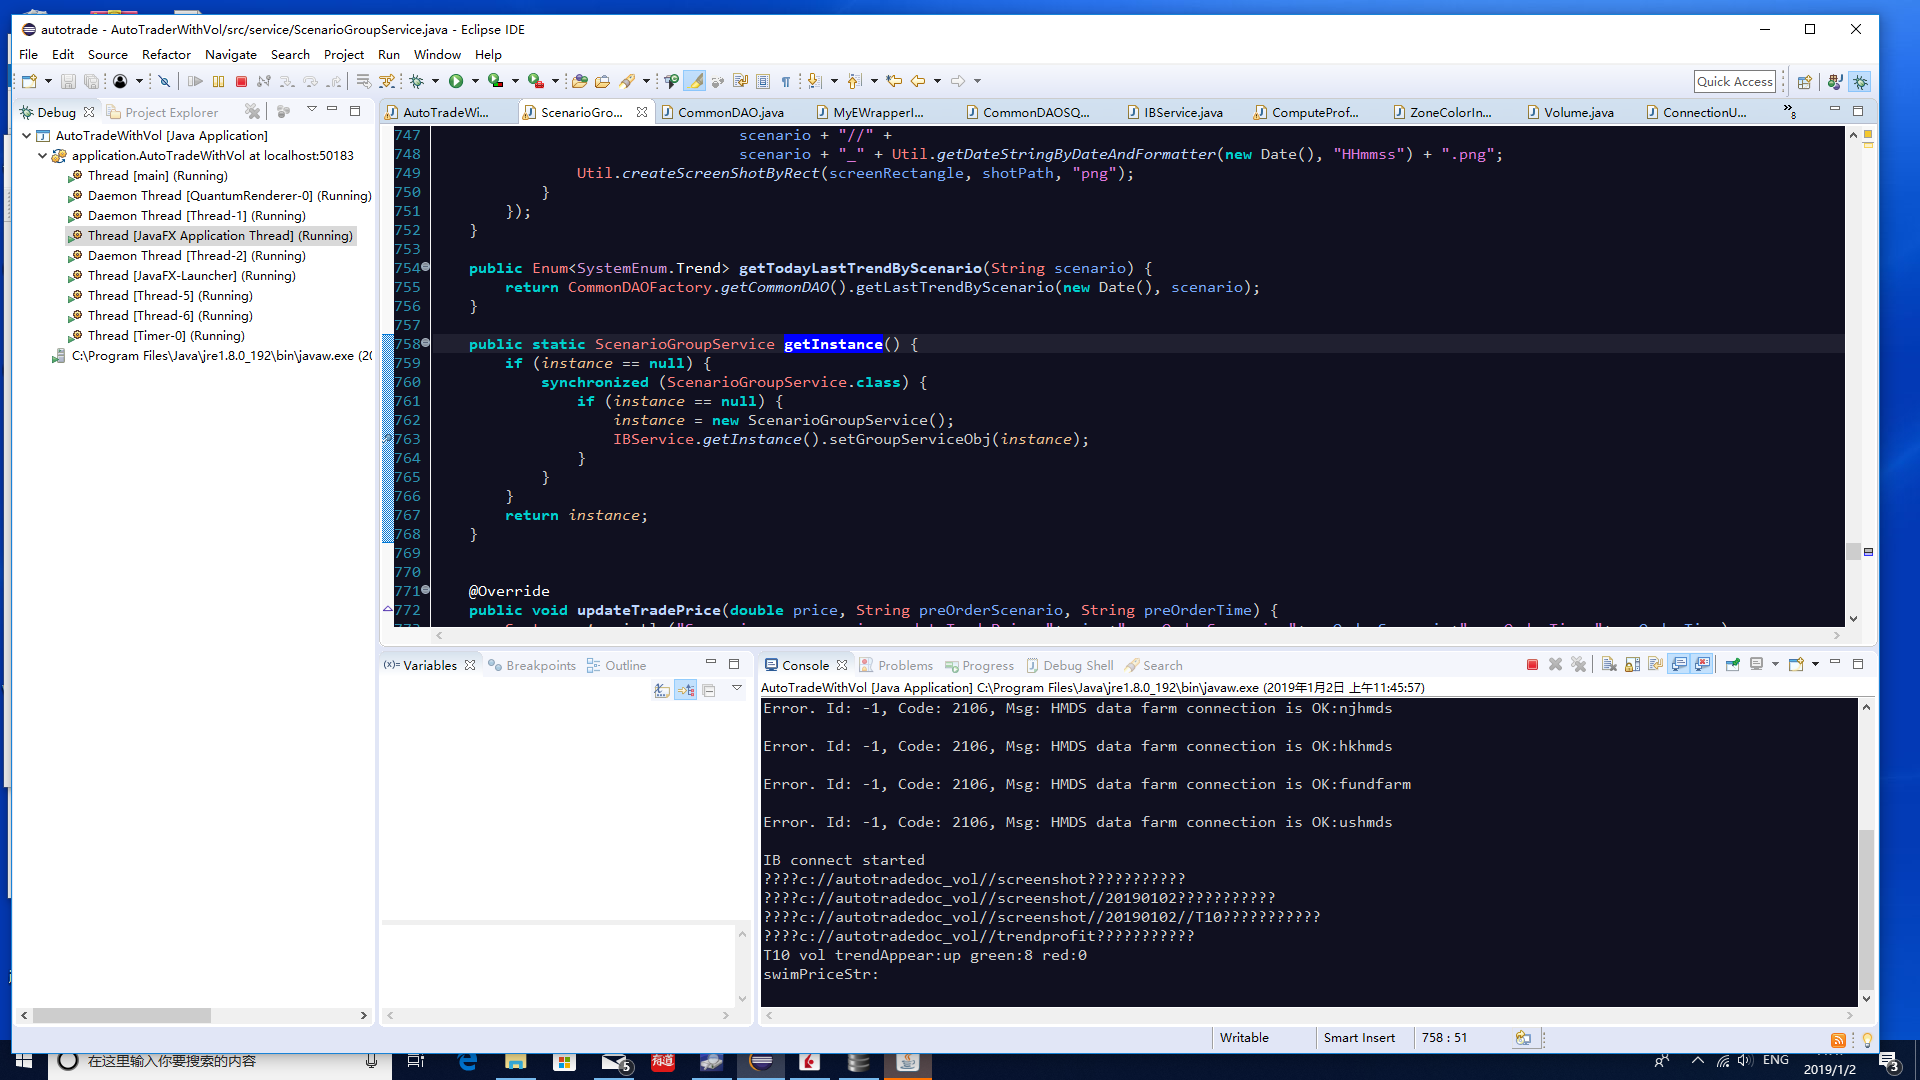 autotrade - AutoTraderWithVol/src/service/ScenarioGroupService.java - Eclipse IDE
File Edit Source Refactor Navigate Search Project Run Window Help
Quick Access
Debug Project Explorer
AutoTradeWithVol [Java Application]
application.AutoTradeWithVol at localhost:50183
Thread [main] (Running)
Daemon Thread [QuantumRenderer-0] (Running)
Daemon Thread [Thread-1] (Running)
Thread [JavaFX Application Thread] (Running)
Daemon Thread [Thread-2] (Running)
Thread [JavaFX-Launcher] (Running)
Thread [Thread-5] (Running)
Thread [Thread-6] (Running)
Thread [Timer-0] (Running)
C:\Program Files\Java\jre1.8.0_192\bin\javaw.exe (20
AutoTradeWi... ScenarioGro... CommonDAO.java MyEWrapperI... CommonDAOSQ... IBService.java ComputeProf... ZoneColorIn... Volume.java ConnectionU... 8
747 scenario + "//" +
748 scenario + "_" + Util.getDateStringByDateAndFormatter(new Date(), "HHmmss") + ".png";
749 Util.createScreenShotByRect(screenRectangle, shotPath, "png");
750 }
751 });
752 }
753
754 public Enum<SystemEnum.Trend> getTodayLastTrendByScenario(String scenario) {
755 return CommonDAOFactory.getCommonDAO().getLastTrendByScenario(new Date(), scenario);
756 }
757
758 public static ScenarioGroupService getInstance() {
759 if (instance == null) {
760 synchronized (ScenarioGroupService.class) {
761 if (instance == null) {
762 instance = new ScenarioGroupService();
763 IBService.getInstance().setGroupServiceObj(instance);
764 }
765 }
766 }
767 return instance;
768 }
769
770
771 @Override
772 public void updateTradePrice(double price, String preOrderScenario, String preOrderTime) {
(x)= Variables Breakpoints Outline
Console Problems Progress Debug Shell Search
AutoTradeWithVol [Java Application] C:\Program Files\Java\jre1.8.0_192\bin\javaw.exe (2019年1月2日 上午11:45:57)
Error. Id: -1, Code: 2106, Msg: HMDS data farm connection is OK:njhmds
Error. Id: -1, Code: 2106, Msg: HMDS data farm connection is OK:hkhmds
Error. Id: -1, Code: 2106, Msg: HMDS data farm connection is OK:fundfarm
Error. Id: -1, Code: 2106, Msg: HMDS data farm connection is OK:ushmds
IB connect started
????c://autotradedoc_vol//screenshot???????????
????c://autotradedoc_vol//screenshot//20190102???????????
????c://autotradedoc_vol//screenshot//20190102//T10???????????
????c://autotradedoc_vol//trendprofit???????????
T10 vol trendAppear:up green:8 red:0
swimPriceStr:
Writable Smart Insert 758 : 51
在这里输入你要搜索的内容
5
有道
ENG
2019/1/2
3